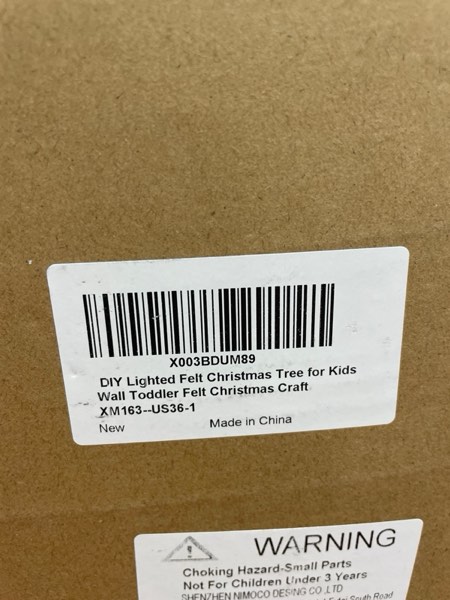 X003BDUM89
DIY Lighted Felt Christmas Tree for Kids
Wall Toddler Felt Christmas Craft
XM163--US36-1
New Made in China
WARNING
Choking Hazard-Small Parts
Not For Children Under 3 Years
SHENZHEN NIMOCO DESING CO.,LTD
South Road